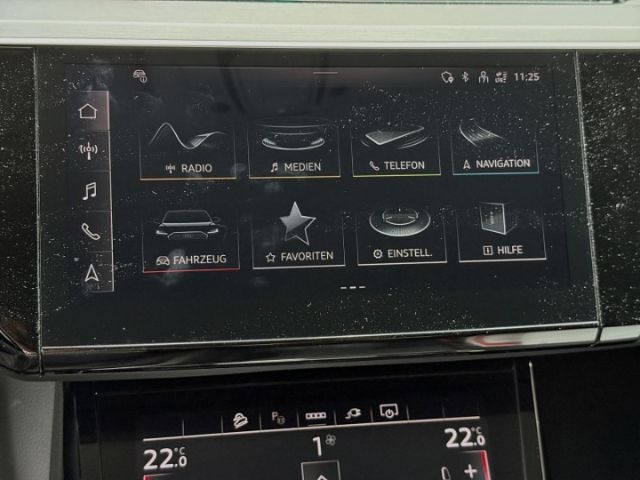 11:25
RADIO
MEDIEN
TELEFON
NAVIGATION
FAHRZEUG
FAVORITEN
EINSTELL.
HILFE
22.0 °C
1
22.0 °C